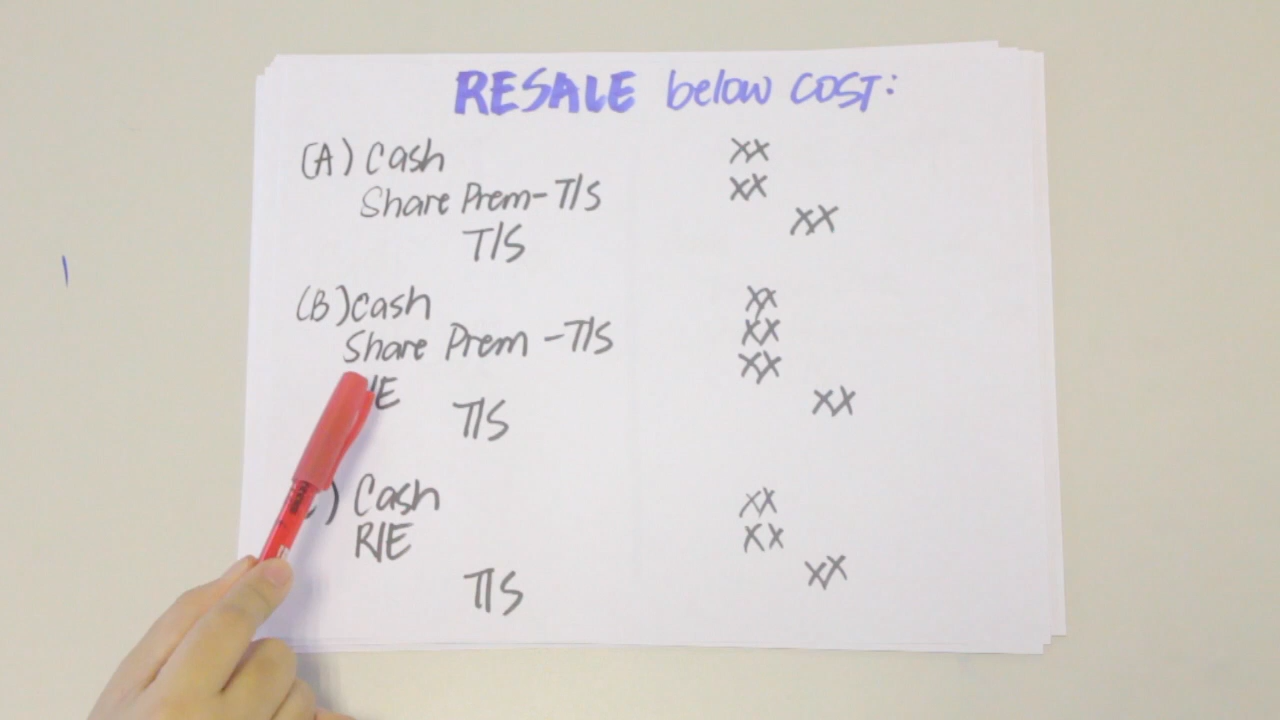 RESALE below COST:
(A) Cash XX
Share Prem-T/S XX
T/S XX
(B) Cash XX
Share Prem -T/S XX
/E XX
T/S XX
) Cash XX
R/E XX
T/S XX